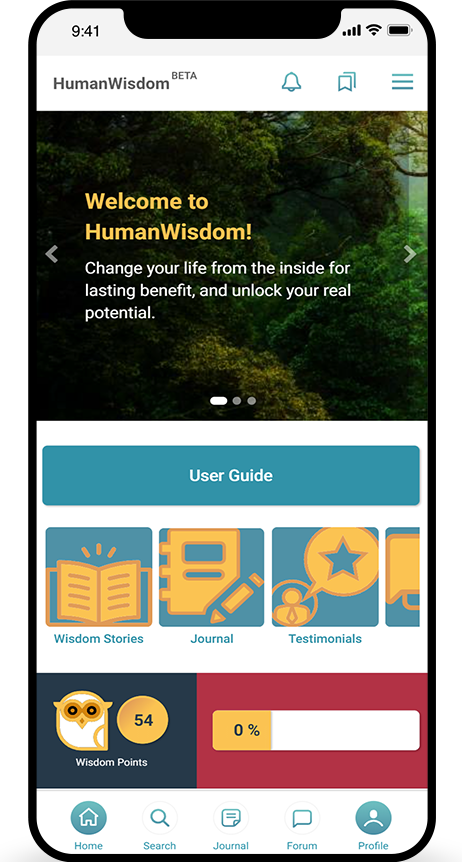 9:41
HumanWisdom BETA
Welcome to
HumanWisdom!
Change your life from the inside for
lasting benefit, and unlock your real
potential.
User Guide
Wisdom Stories
Journal
Testimonials
54
0 %
Wisdom Points
Home
Search
Journal
Forum
Profile